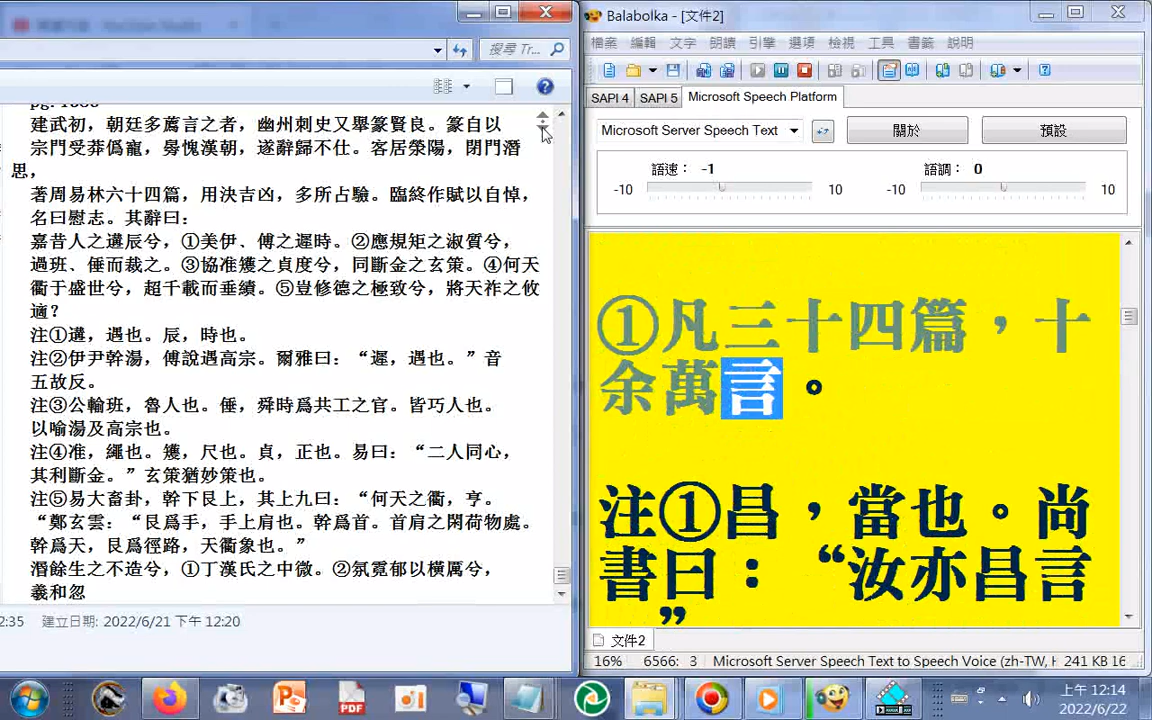 搜尋 Tr...
建武初，朝廷多薦言之者，幽州刺史又舉篆賢良。篆自以
宗門受莽僞寵，慙愧漢朝，遂辭歸不仕。客居滎陽，閉門潛
思，
著周易林六十四篇，用決吉凶，多所占驗。臨終作賦以自悼，
名曰慰志。其辭曰：
嘉昔人之遘辰兮，①美伊、傅之遻時。②應規矩之淑質兮，
過班、倕而裁之。③協准矱之貞度兮，同斷金之玄策。④何天
衢于盛世兮，超千載而垂績。⑤豈修德之極致兮，將天祚之攸
適？
注①遘，遇也。辰，時也。
注②伊尹幹湯，傅說遇高宗。爾雅曰：“遻，遇也。”音
五故反。
注③公輸班，魯人也。倕，舜時爲共工之官。皆巧人也。
以喻湯及高宗也。
注④准，繩也。矱，尺也。貞，正也。易曰：“二人同心，
其利斷金。”玄策猶妙策也。
注⑤易大畜卦，幹下艮上，其上九曰：“何天之衢，亨。
“鄭玄雲：“艮爲手，手上肩也。幹爲首。首肩之閑荷物處。
幹爲天，艮爲徑路，天衢象也。”
潛餘生之不造兮，①丁漢氏之中微。②氛霓郁以橫厲兮，
羲和忽
2:35 建立日期: 2022/6/21 下午 12:20
Balabolka - [文件2]
檔案 編輯 文字 朗讀 引擎 選項 檢視 工具 書籤 說明
SAPI 4 SAPI 5 Microsoft Speech Platform
Microsoft Server Speech Text 關於 預設
語速： -1 語調： 0
-10 10 -10 10
①凡三十四篇，十
余萬言。
注①昌，當也。尚
書曰：“汝亦昌言
”
文件2
16% 6566: 3 Microsoft Server Speech Text to Speech Voice (zh-TW, H 241 KB 16
PDF
上午 12:14
2022/6/22